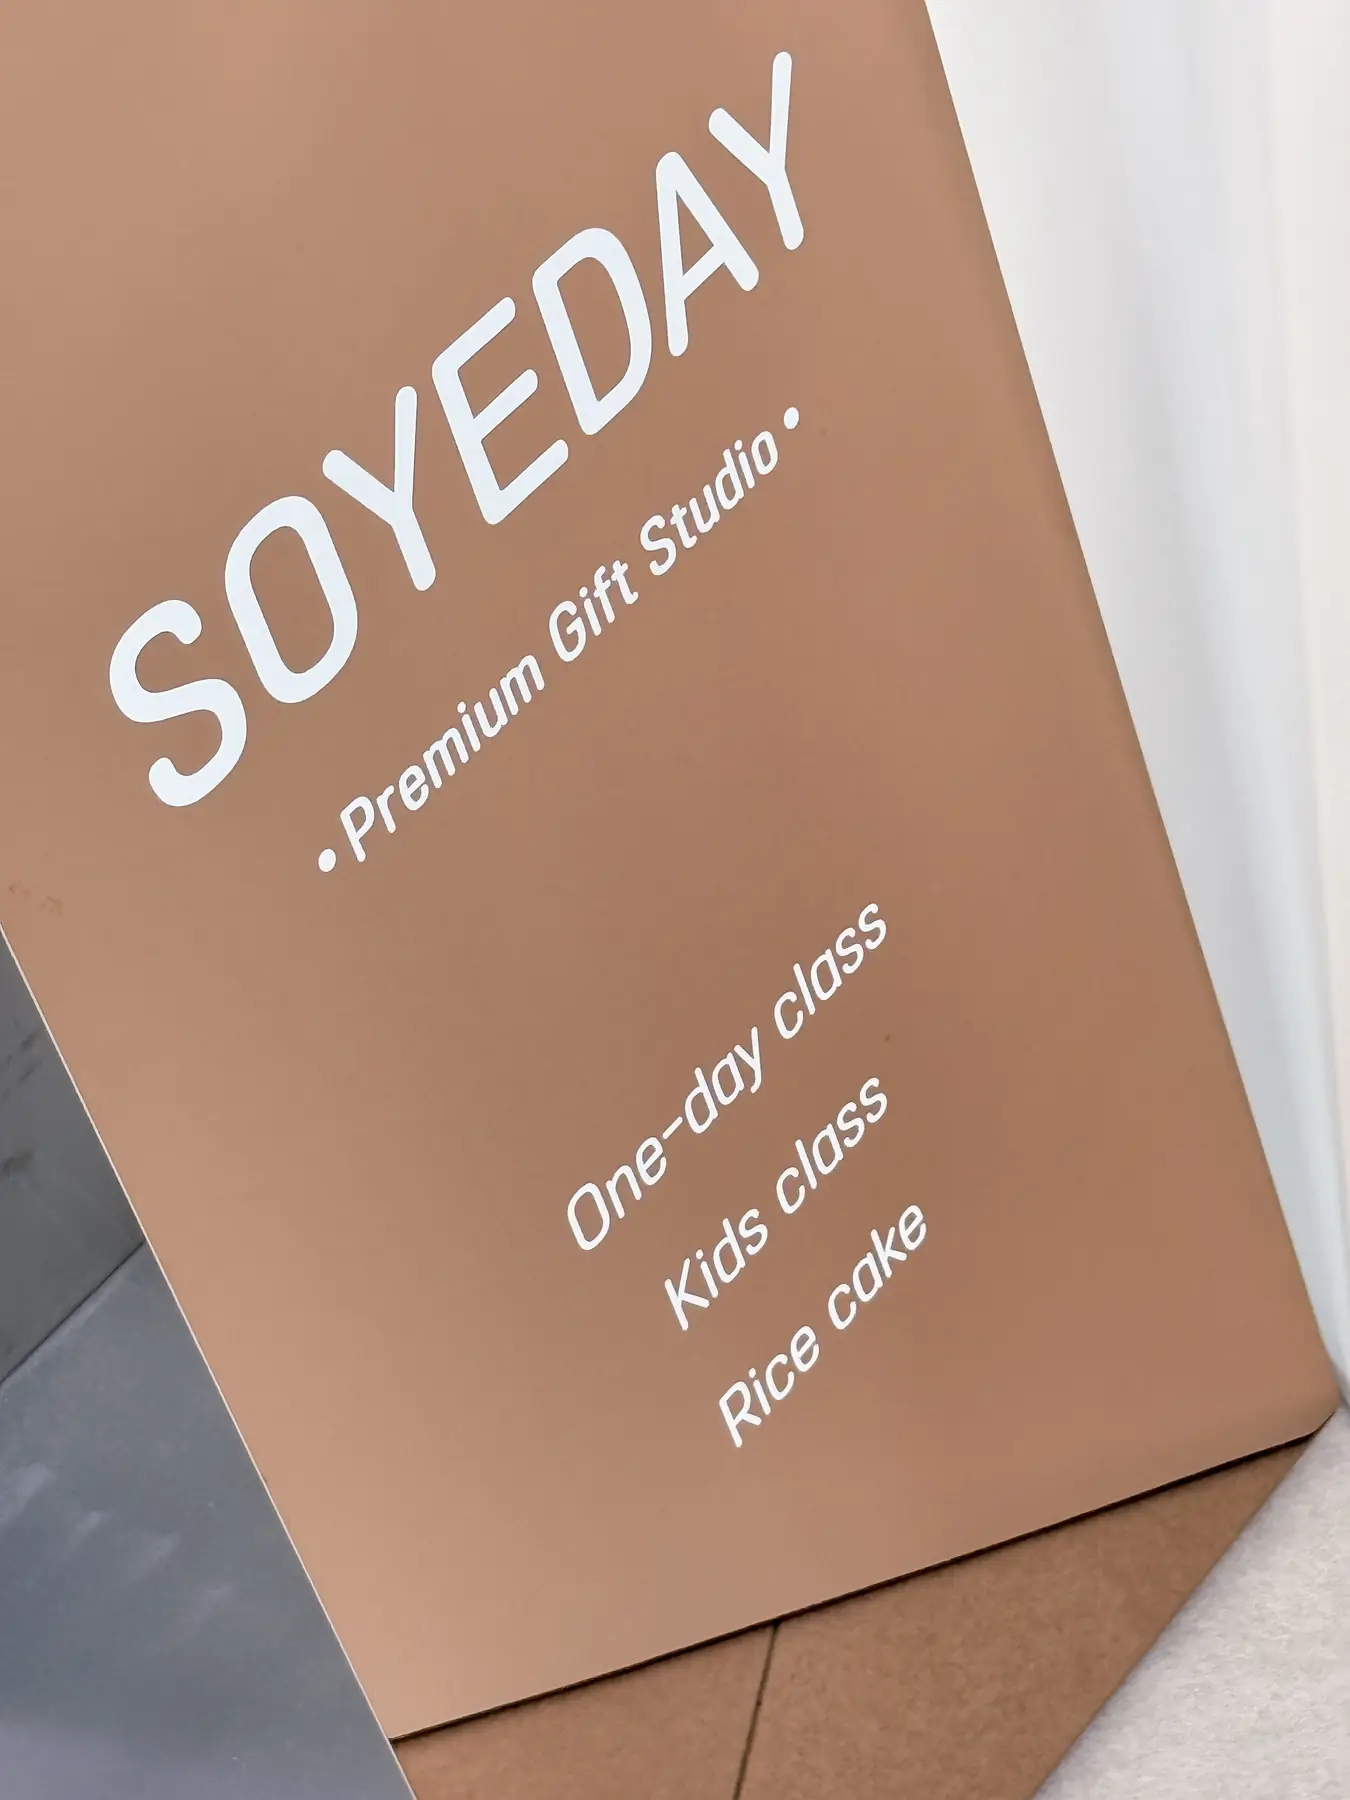 SOYEDAY
• Premium Gift Studio •
One-day class
Kids class
Rice cake